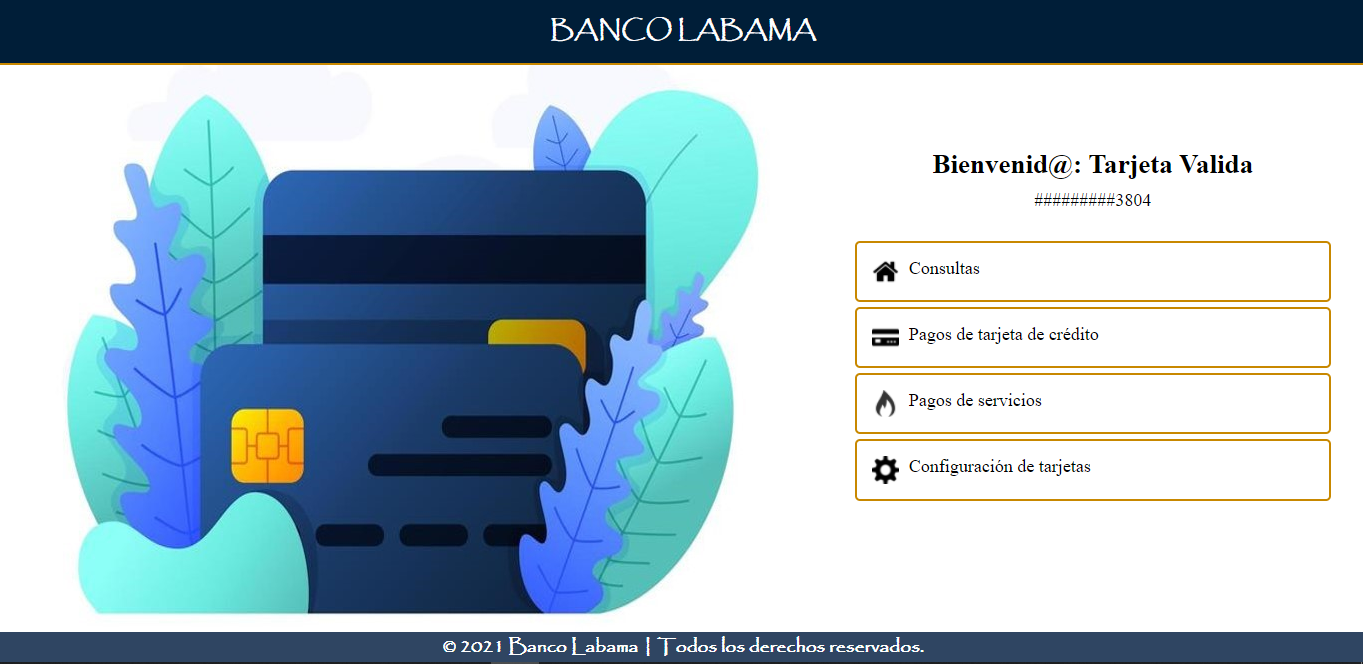 BANCO LABAMA
Bienvenid@: Tarjeta Valida
#########3804
Consultas
Pagos de tarjeta de crédito
Pagos de servicios
Configuración de tarjetas
© 2021 Banco Labama | Todos los derechos reservados.